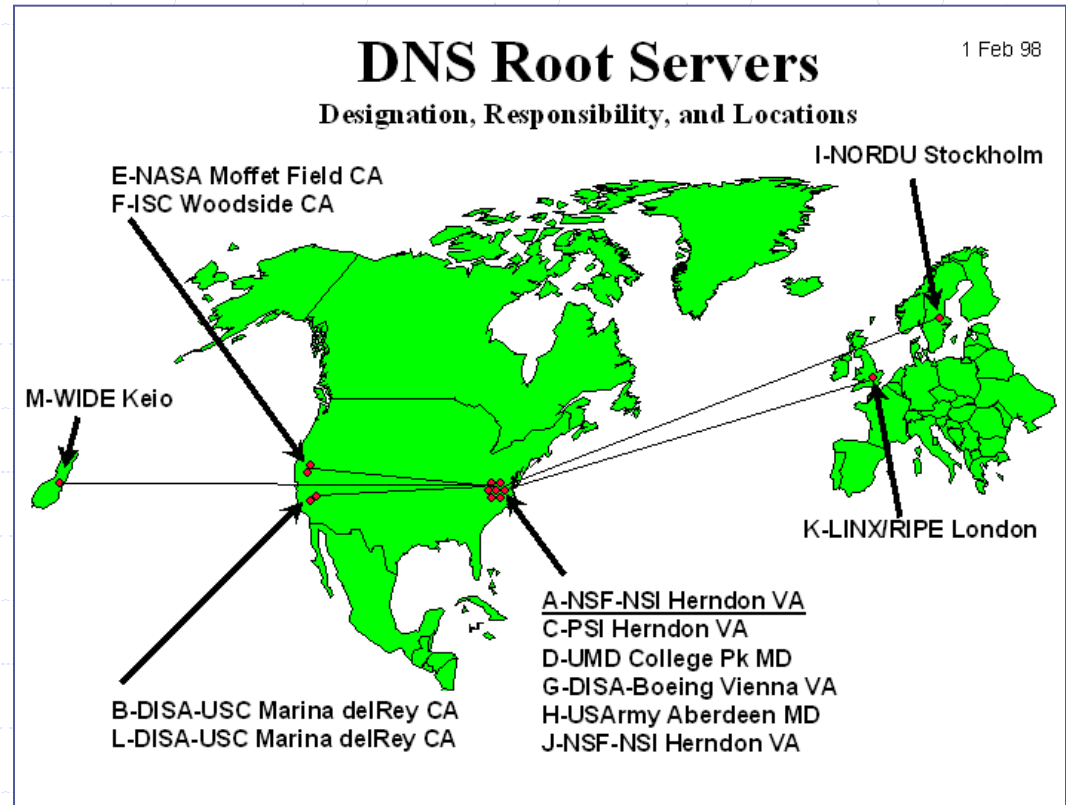 DNS Root Servers
1 Feb 98
Designation, Responsibility, and Locations
I-NORDU Stockholm
E-NASA Moffet Field CA
F-ISC Woodside CA
M-WIDE Keio
K-LINX/RIPE London
A-NSF-NSI Herndon VA
C-PSI Herndon VA
D-UMD College Pk MD
G-DISA-Boeing Vienna VA
H-USArmy Aberdeen MD
J-NSF-NSI Herndon VA
B-DISA-USC Marina delRey CA
L-DISA-USC Marina delRey CA